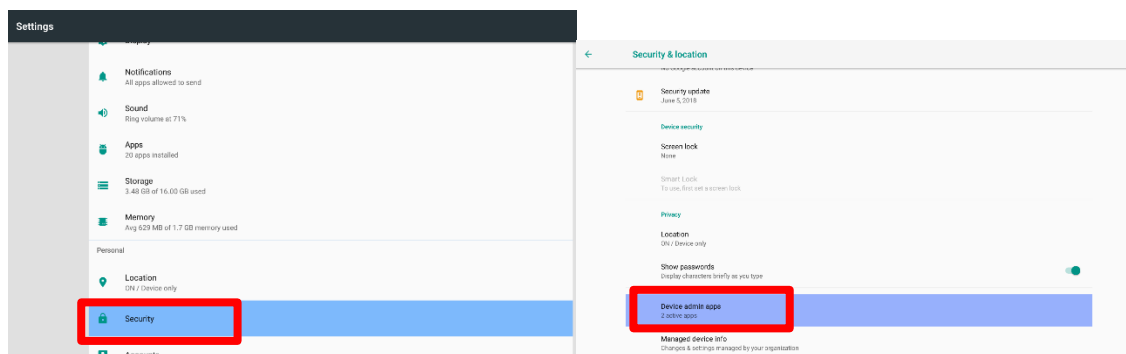 Settings
Display
Notifications
All apps allowed to send
Sound
Ring volume at 71%
Apps
20 apps installed
Storage
3.48 GB of 16.00 GB used
Memory
Avg 629 MB of 1.7 GB memory used
Personal
Location
ON / Device only
Security
Accounts
Security & location
Security update
June 5, 2018
Device security
Screen lock
None
Smart Lock
To use, first set a screen lock
Privacy
Location
ON / Device only
Show passwords
Display characters briefly as you type
Device admin apps
2 active apps
Managed device info
Changes & settings managed by your organization